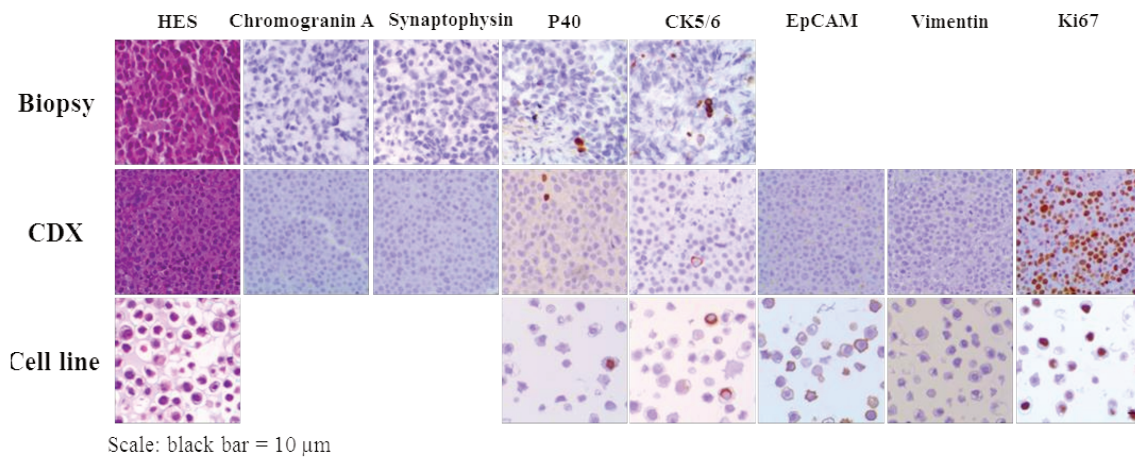 HES Chromogranin A Synaptophysin P40 CK5/6 EpCAM Vimentin Ki67
Biopsy
CDX
Cell line
Scale: black bar = 10 µm